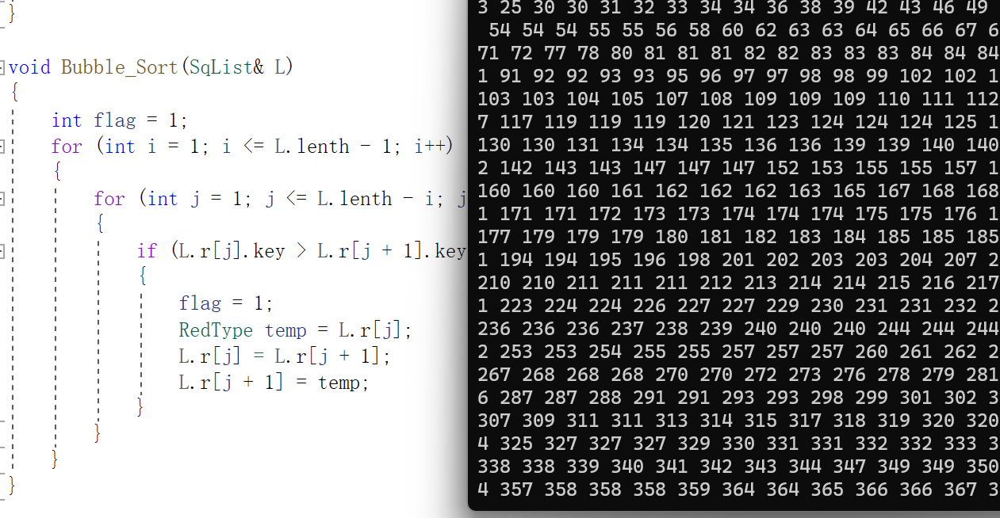 }
void Bubble_Sort(SqList& L)
{
int flag = 1;
for (int i = 1; i <= L.lenth - 1; i++)
{
for (int j = 1; j <= L.lenth - i; j
{
if (L.r[j].key > L.r[j + 1].key
{
flag = 1;
RedType temp = L.r[j];
L.r[j] = L.r[j + 1];
L.r[j + 1] = temp;
}
}
}
}
3 25 30 30 31 32 33 34 34 36 38 39 42 43 46 49
54 54 54 55 55 56 58 60 62 63 63 64 65 66 67 6
71 72 77 78 80 81 81 81 82 82 83 83 83 84 84 84
1 91 92 92 93 93 95 96 97 97 98 98 99 102 102 1
103 103 104 105 107 108 109 109 109 110 111 112
7 117 119 119 119 120 121 123 124 124 124 125 1
130 130 131 134 134 135 136 136 139 139 140 140
2 142 143 143 147 147 147 152 153 155 155 157 1
160 160 160 161 162 162 162 163 165 167 168 168
1 171 171 172 173 173 174 174 174 175 175 176 1
177 179 179 179 180 181 182 183 184 185 185 185
1 194 194 195 196 198 201 202 203 203 204 207 2
210 210 211 211 211 212 213 214 214 215 216 217
1 223 224 224 226 227 227 229 230 231 231 232 2
236 236 236 237 238 239 240 240 240 244 244 244
2 253 253 254 255 255 257 257 257 260 261 262 2
267 268 268 268 270 270 272 273 276 278 279 281
6 287 287 288 291 291 293 293 298 299 301 302 3
307 309 311 311 313 314 315 317 318 319 320 320
4 325 327 327 327 329 330 331 331 332 332 333 3
338 338 339 340 341 342 343 344 347 349 349 350
4 357 358 358 358 359 364 364 365 366 366 367 3